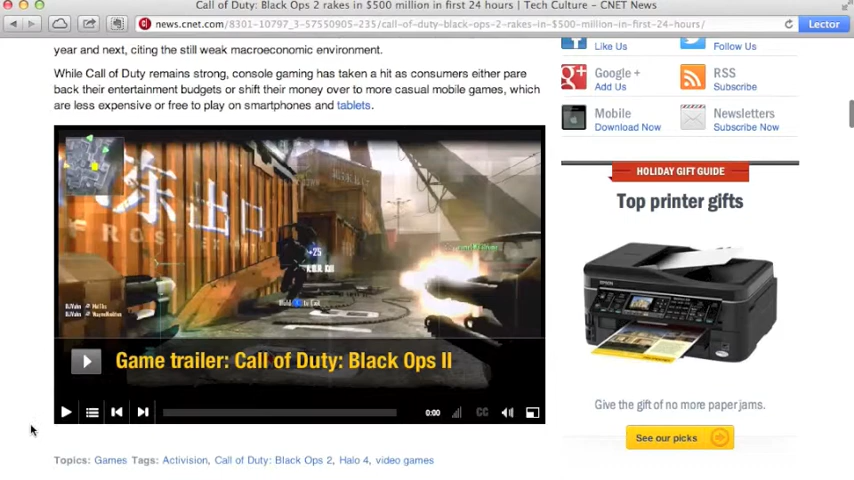 Call of Duty: Black Ops 2 rakes in $500 million in first 24 hours | Tech Culture - CNET News
news.cnet.com/8301-10797_3-57550905-235/call-of-duty-black-ops-2-rakes-in-$500-million-in-first-24-hours/
Lector
year and next, citing the still weak macroeconomic environment.
While Call of Duty remains strong, console gaming has taken a hit as consumers either pare
back their entertainment budgets or shift their money over to more casual mobile games, which
are less expensive or free to play on smartphones and tablets.
出口
FROST
+25
Game trailer: Call of Duty: Black Ops II
0:00
CC
Topics: Games Tags: Activision, Call of Duty: Black Ops 2, Halo 4, video games
Like Us
Follow Us
Google +
Add Us
RSS
Subscribe
Mobile
Download Now
Newsletters
Subscribe Now
HOLIDAY GIFT GUIDE
Top printer gifts
EPSON
Give the gift of no more paper jams.
See our picks